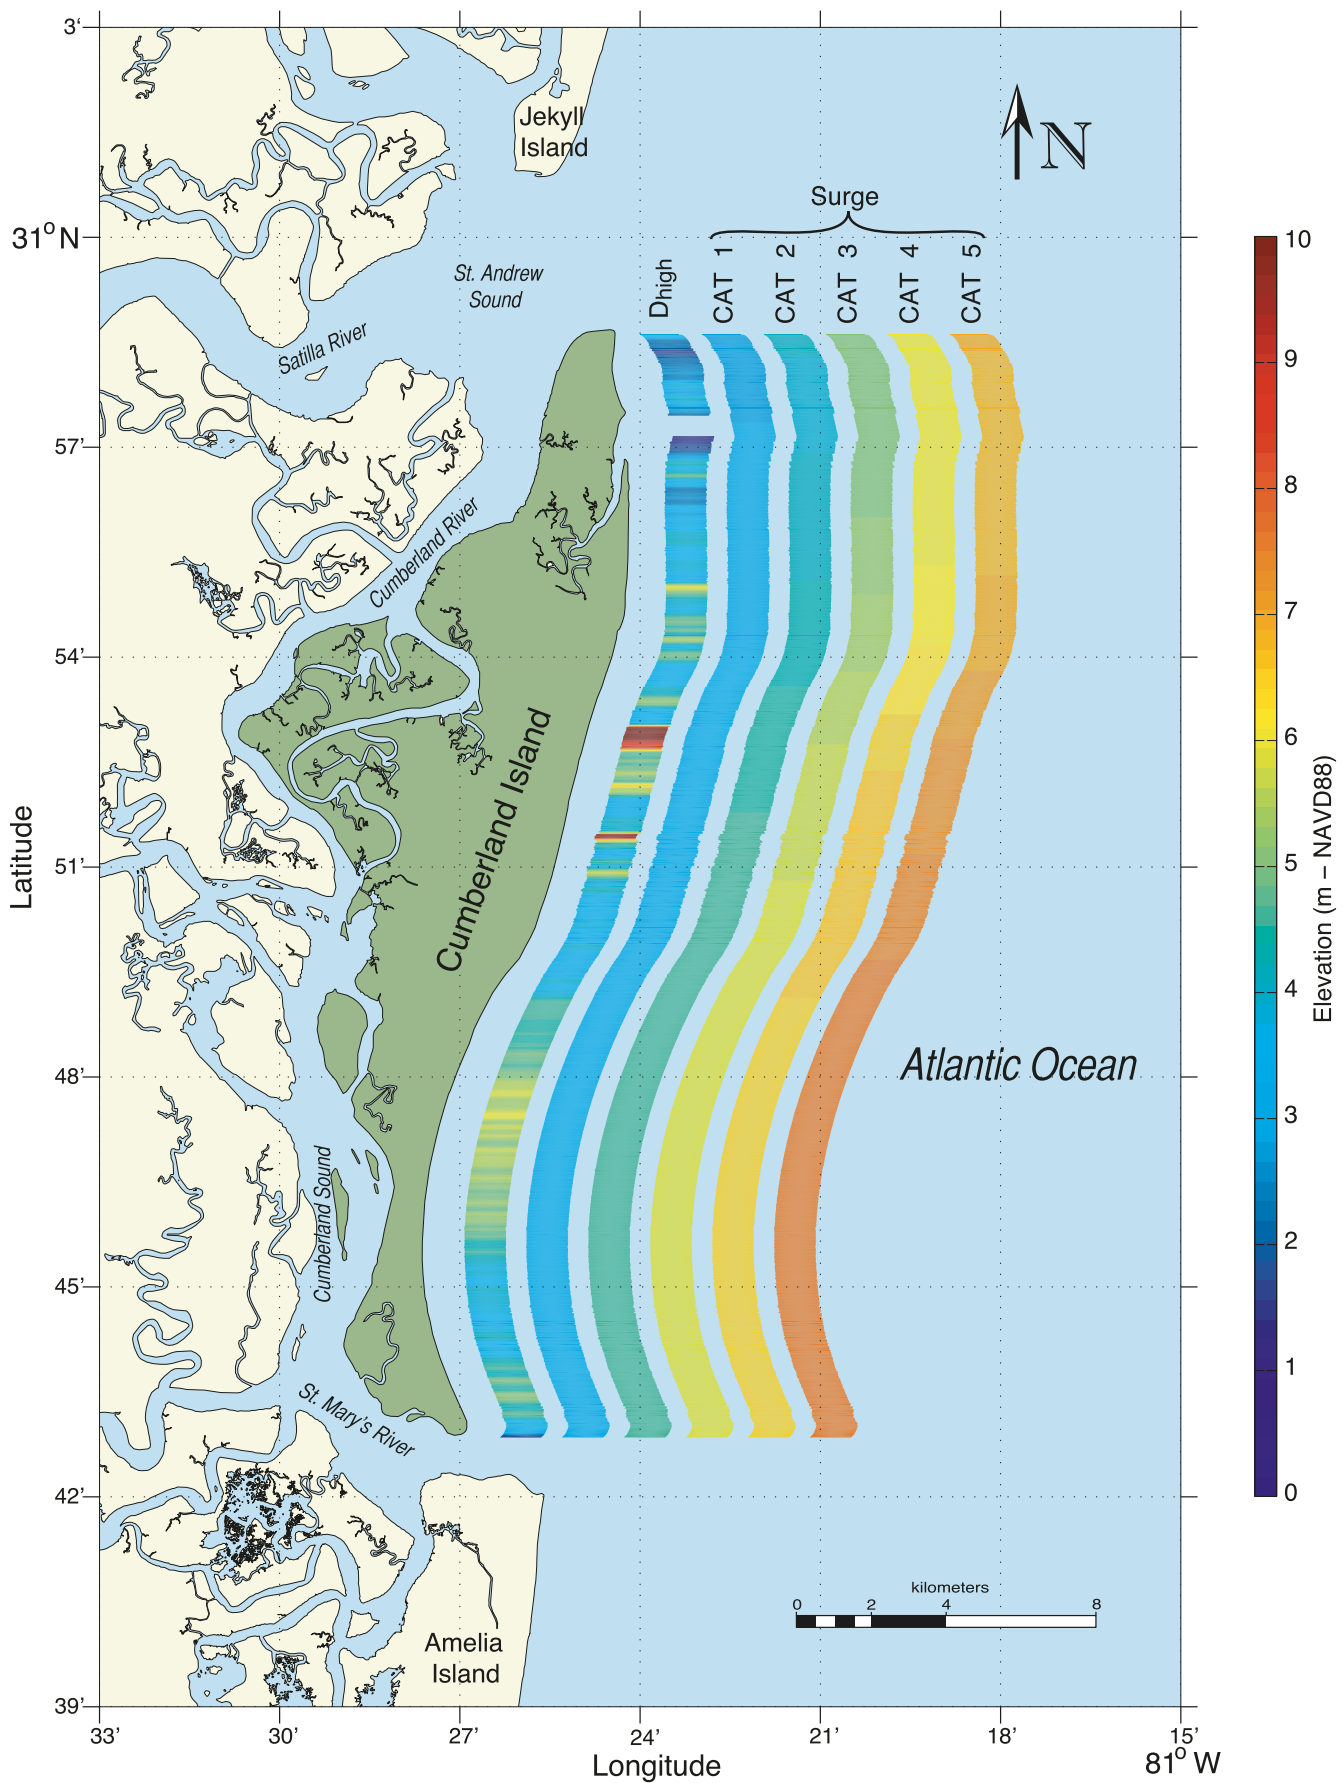 3‘
Jekyll
Island
N
Surge
31° N
St. Andrew
Sound
Dhigh
CAT 1
CAT 2
CAT 3
CAT 4
CAT 5
10
9
8
7
6
5
4
3
2
1
0
Elevation (m – NAVD88)
Satilla River
57’
Cumberland River
54’
Cumberland Island
51’
Latitude
48’
Atlantic Ocean
Cumberland Sound
45’
St. Mary’s River
42’
kilometers
0 2 4 8
Amelia
Island
39’
33’ 30’ 27’ 24’ 21’ 18’ 15’
Longitude
81° W